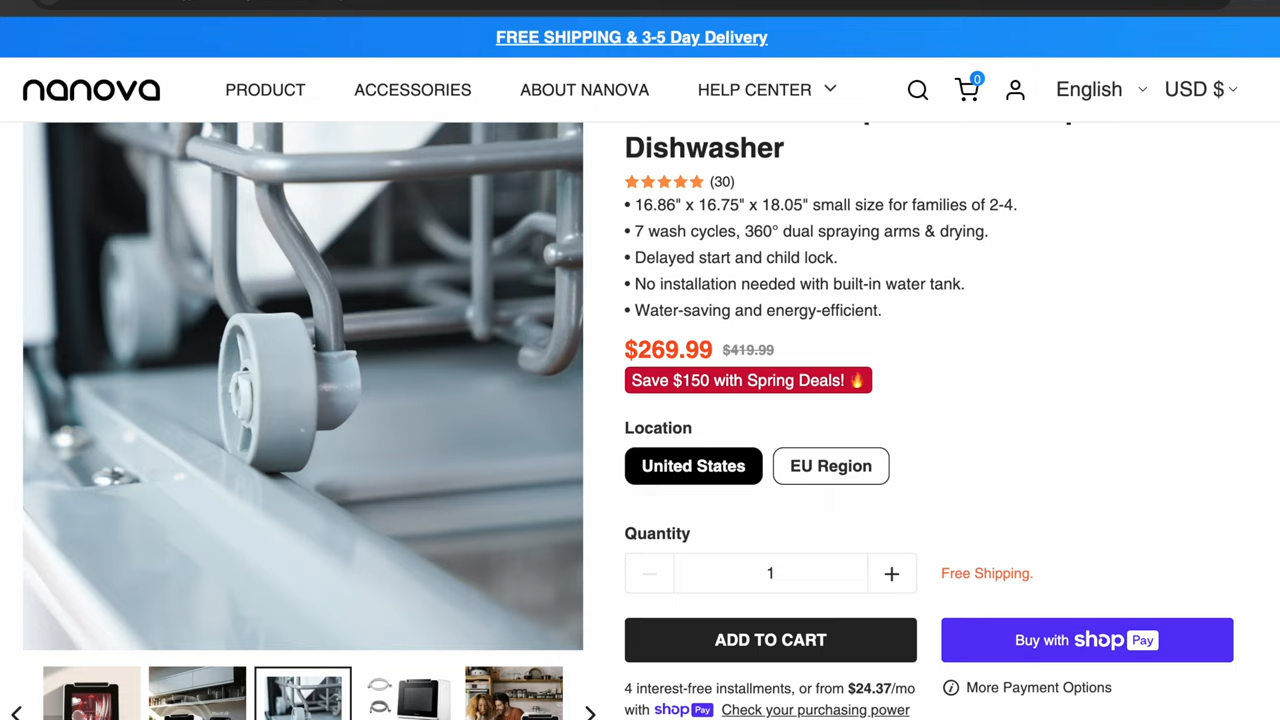 FREE SHIPPING & 3-5 Day Delivery
nanova
PRODUCT ACCESSORIES ABOUT NANOVA HELP CENTER 0 English USD $
Dishwasher
(30)
• 16.86" x 16.75" x 18.05" small size for families of 2-4.
• 7 wash cycles, 360° dual spraying arms & drying.
• Delayed start and child lock.
• No installation needed with built-in water tank.
• Water-saving and energy-efficient.
$269.99 $419.99
Save $150 with Spring Deals! 🔥
Location
United States EU Region
Quantity
1 + Free Shipping.
ADD TO CART Buy with shop Pay
4 interest-free installments, or from $24.37/mo More Payment Options
with shop Pay Check your purchasing power